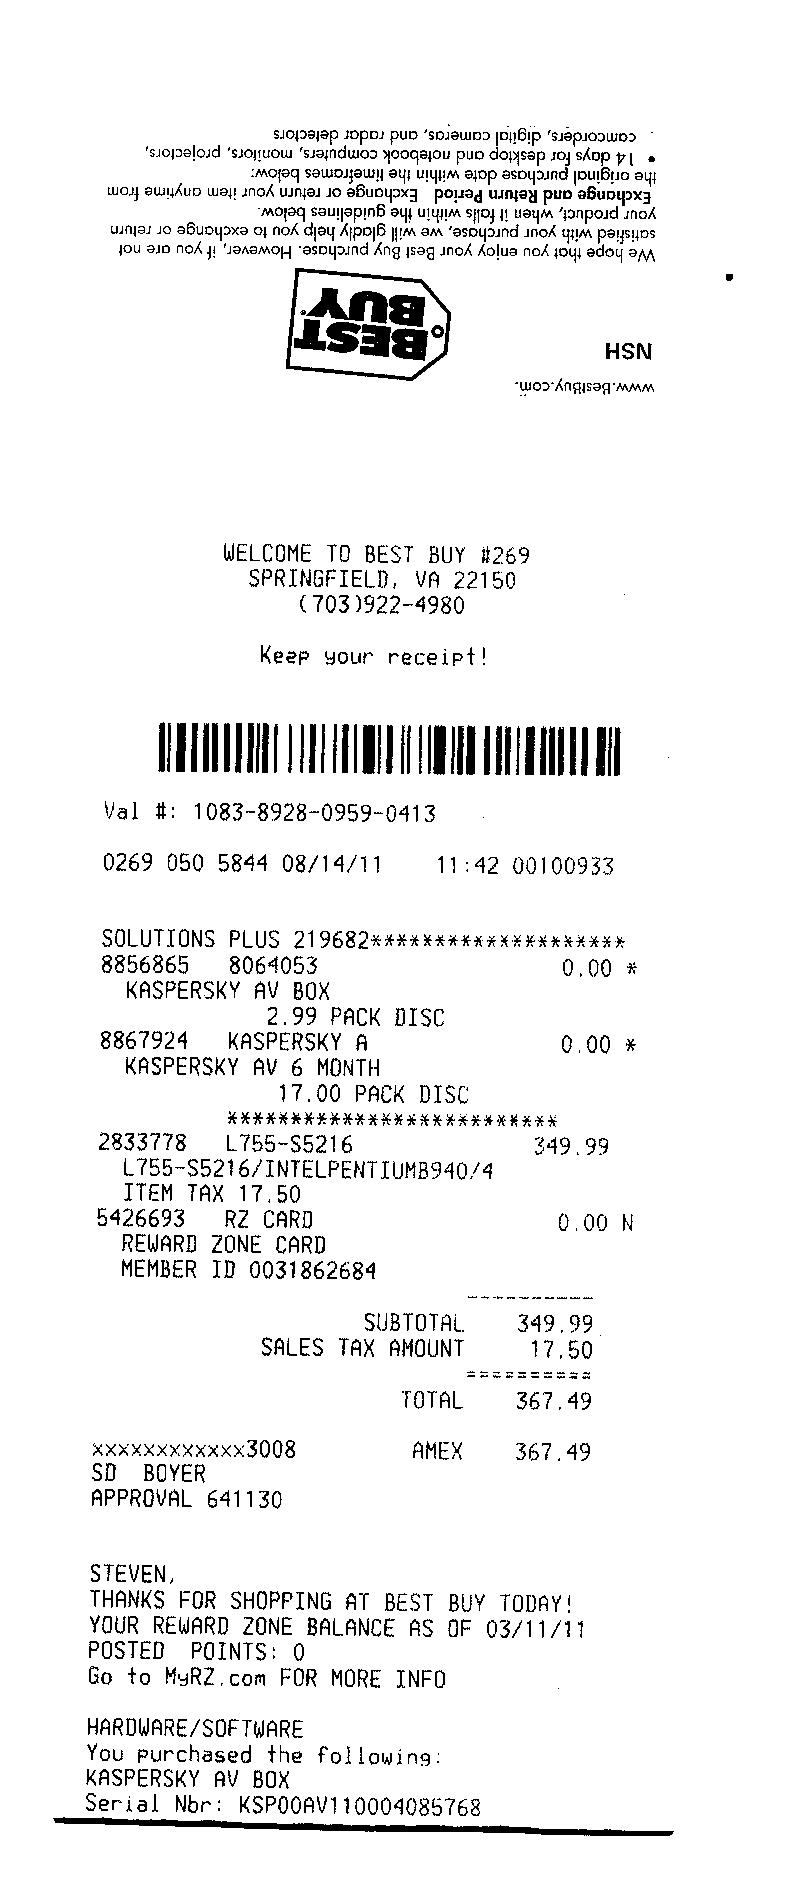 www.bestbuy.com.
HSN
BEST
BUY
We hope that you enjoy your Best Buy purchase. However, if you are not
satisfied with your purchase, we will gladly help you to exchange or return
your product, when it falls within the guidelines below.
Exchange and Return Period Exchange or return your item anytime from
the original purchase date within the timeframes below:
• 14 days for desktop and notebook computers, monitors, projectors,
camcorders, digital cameras, and radar detectors
WELCOME TO BEST BUY #269
SPRINGFIELD, VA 22150
(703)922-4980
Keep your receipt!
Val #: 1083-8928-0959-0413
0269 050 5844 08/14/11 11:42 00100933
SOLUTIONS PLUS 219682********************
8856865 8064053 0.00 *
KASPERSKY AV BOX
2.99 PACK DISC
8867924 KASPERSKY A 0.00 *
KASPERSKY AV 6 MONTH
17.00 PACK DISC
**************************
2833778 L755-S5216 349.99
L755-S5216/INTELPENTIUMB940/4
ITEM TAX 17.50
5426693 RZ CARD 0.00 N
REWARD ZONE CARD
MEMBER ID 0031862684
----------
SUBTOTAL 349.99
SALES TAX AMOUNT 17.50
==========
TOTAL 367.49
xxxxxxxxxxxx3008 AMEX 367.49
SD BOYER
APPROVAL 641130
STEVEN,
THANKS FOR SHOPPING AT BEST BUY TODAY!
YOUR REWARD ZONE BALANCE AS OF 03/11/11
POSTED POINTS: 0
Go to MyRZ.com FOR MORE INFO
HARDWARE/SOFTWARE
You purchased the following:
KASPERSKY AV BOX
Serial Nbr: KSP00AV110004085768